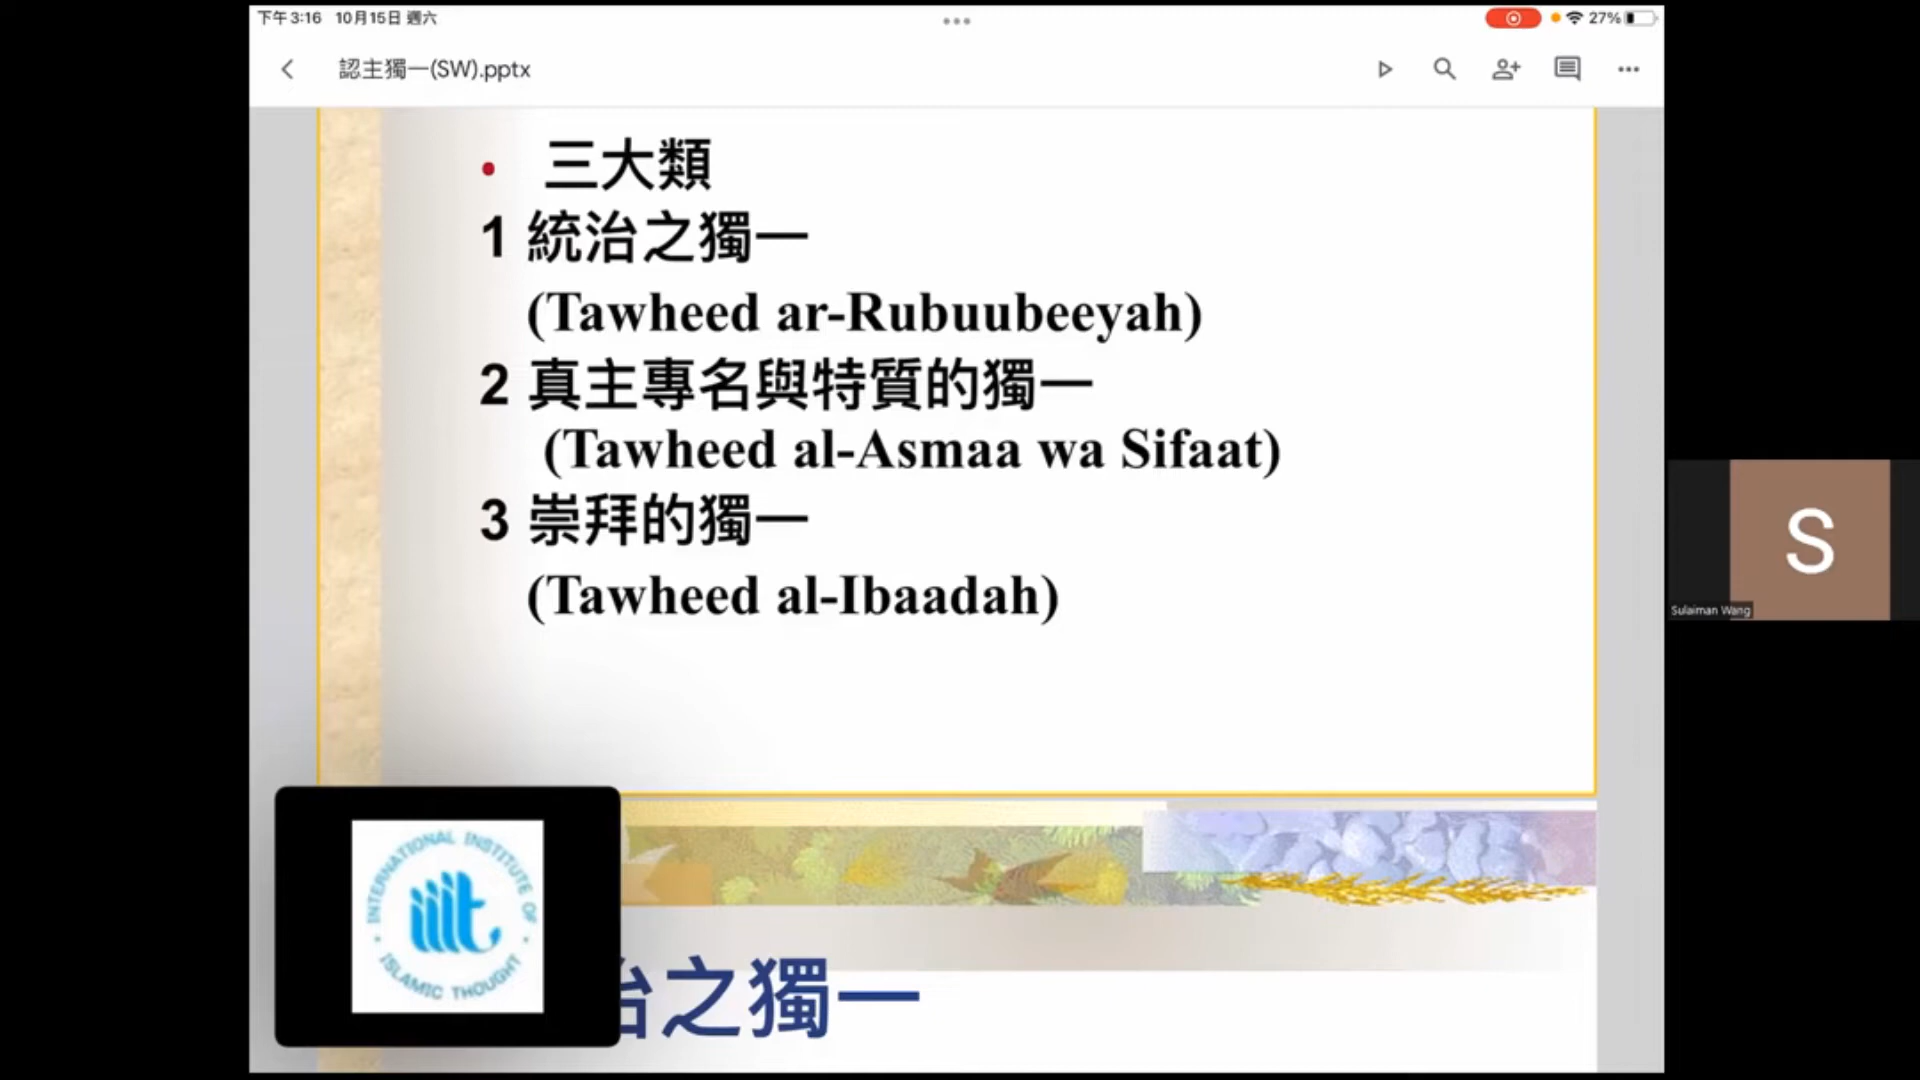 下午3:16 10月15日 週六
27%
認主獨一(SW).pptx
• 三大類
1 統治之獨一
(Tawheed ar-Rubuubeeyah)
2 真主專名與特質的獨一
(Tawheed al-Asmaa wa Sifaat)
3 崇拜的獨一
(Tawheed al-Ibaadah)
S
Sulaiman Wang
INTERNATIONAL INSTITUTE OF
iiit
ISLAMIC THOUGHT
治之獨一